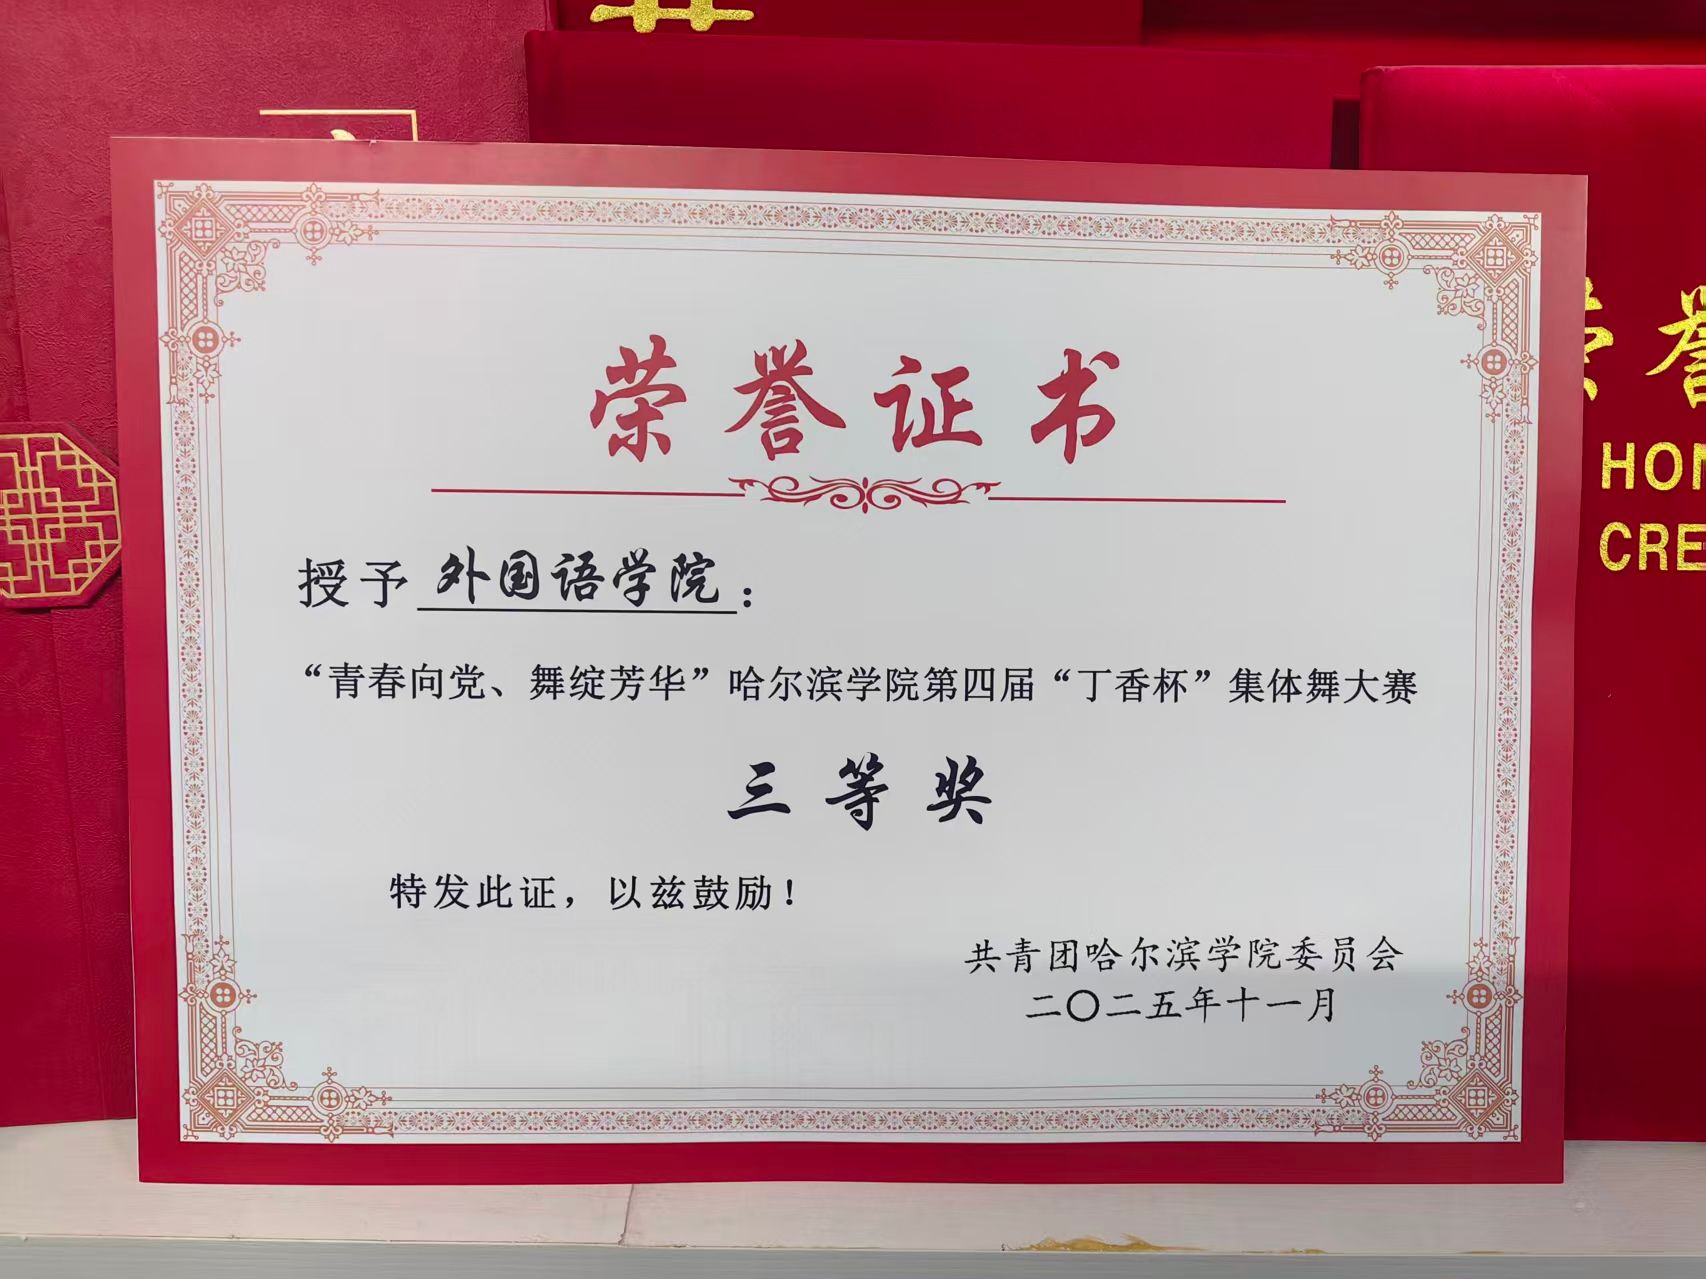 荣誉证书
授予 外国语学院：
“青春向党、舞绽芳华”哈尔滨学院第四届“丁香杯”集体舞大赛
三等奖
特发此证，以兹鼓励！
共青团哈尔滨学院委员会
二〇二五年十一月
荣誉
HON
CRE